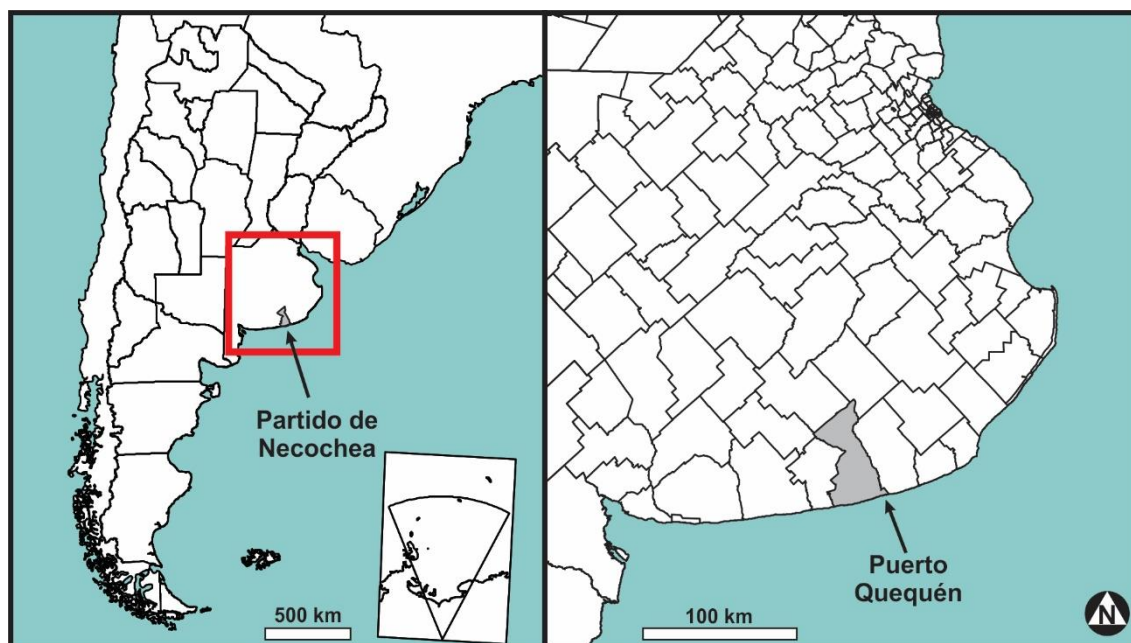 Partido de
Necochea
500 km
Puerto
Quequén
100 km
N